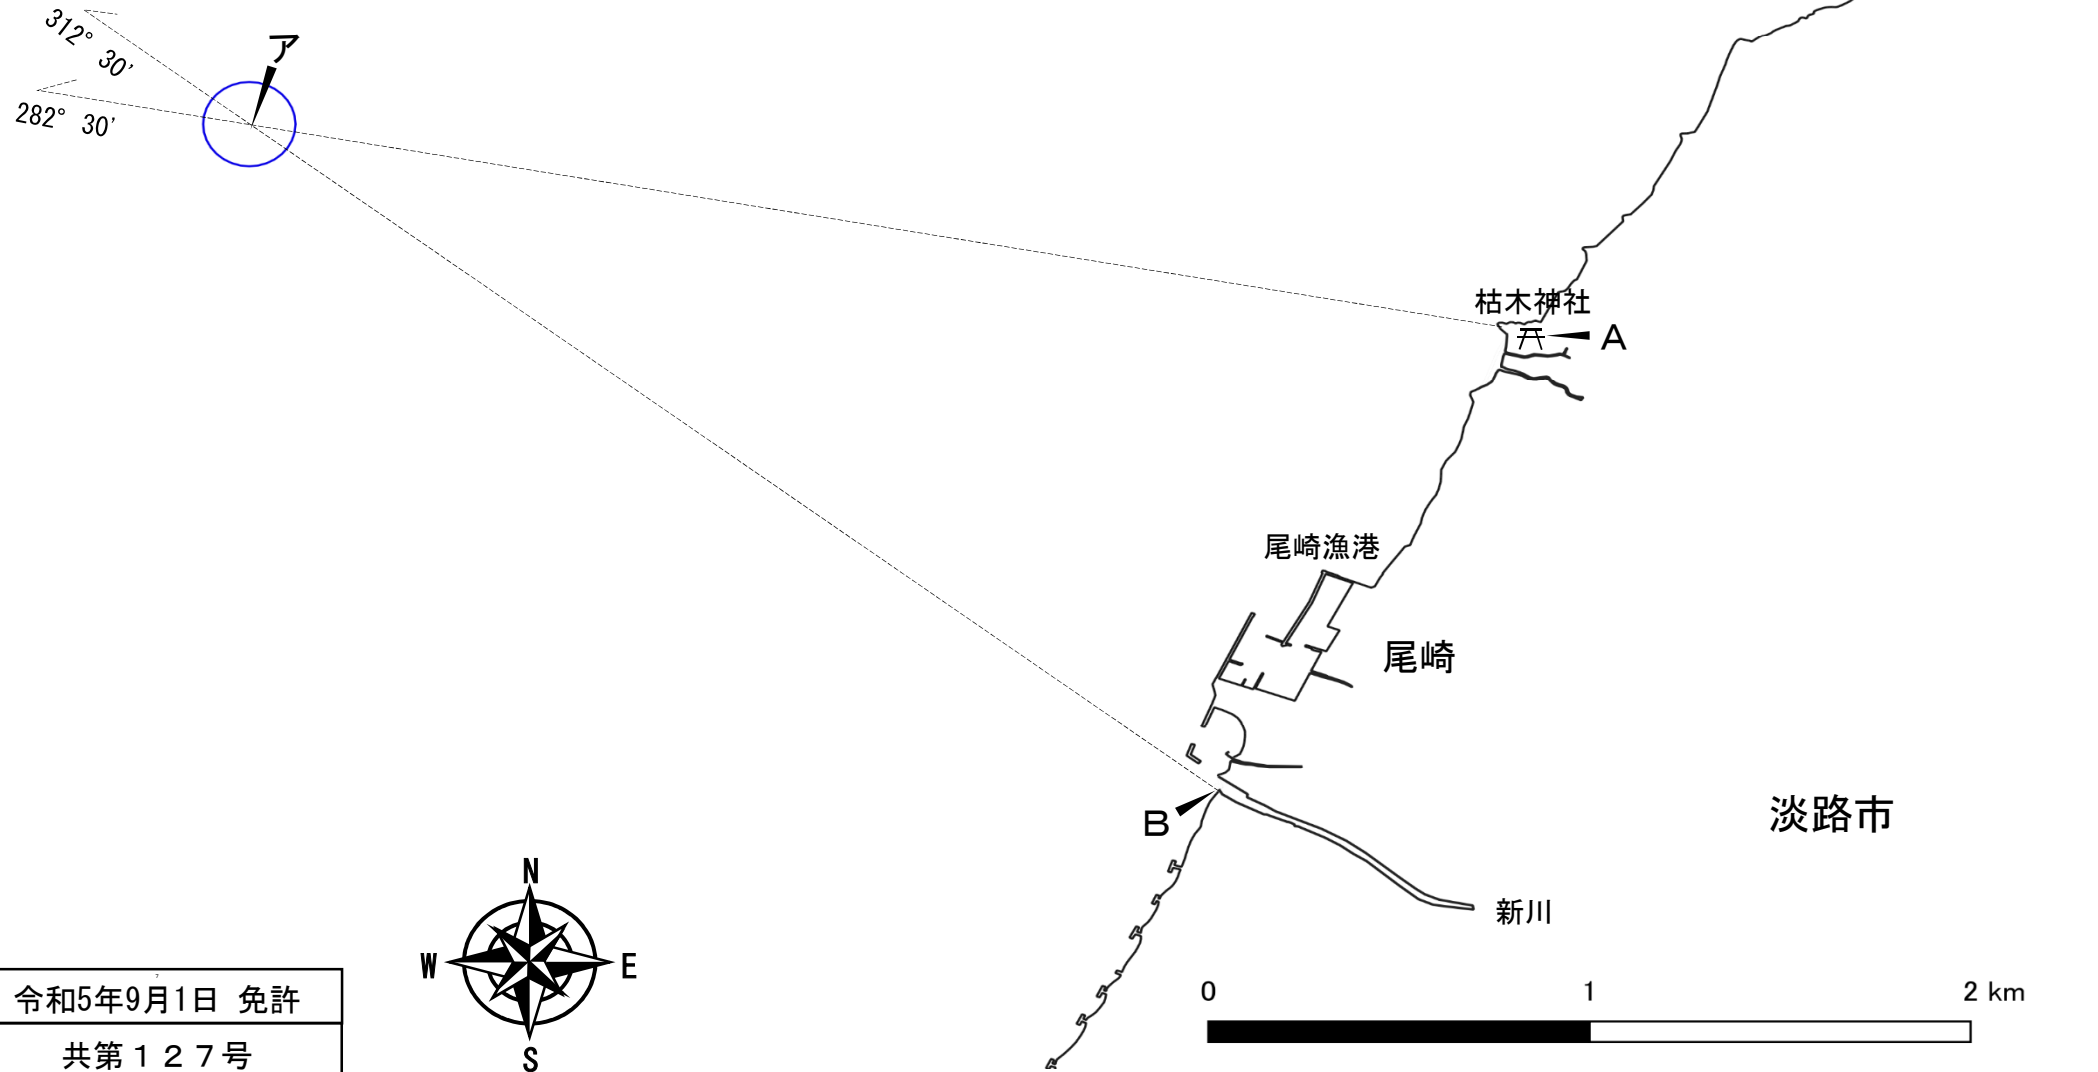 312° 30’
ア
282° 30’
枯木神社
A
尾崎漁港
尾崎
B
淡路市
新川
N
W
E
S
0 1 2 km
令和5年9月1日 免許
共第１２７号